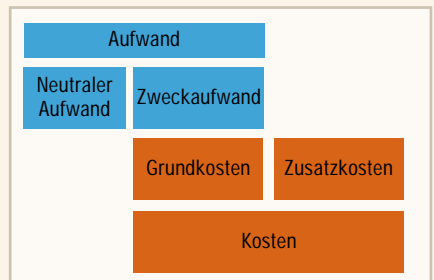 Aufwand
Neutraler
Aufwand
Zweckaufwand
Grundkosten
Zusatzkosten
Kosten